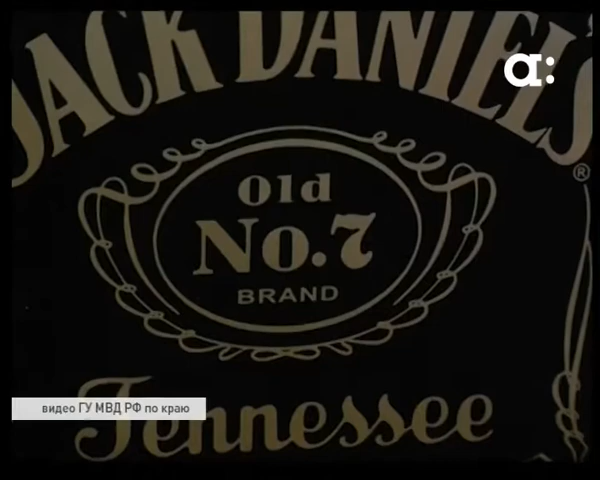 JACK DANIEL'S
®
a:
Old
No.7
BRAND
Tennessee
видео ГУ МВД РФ по краю